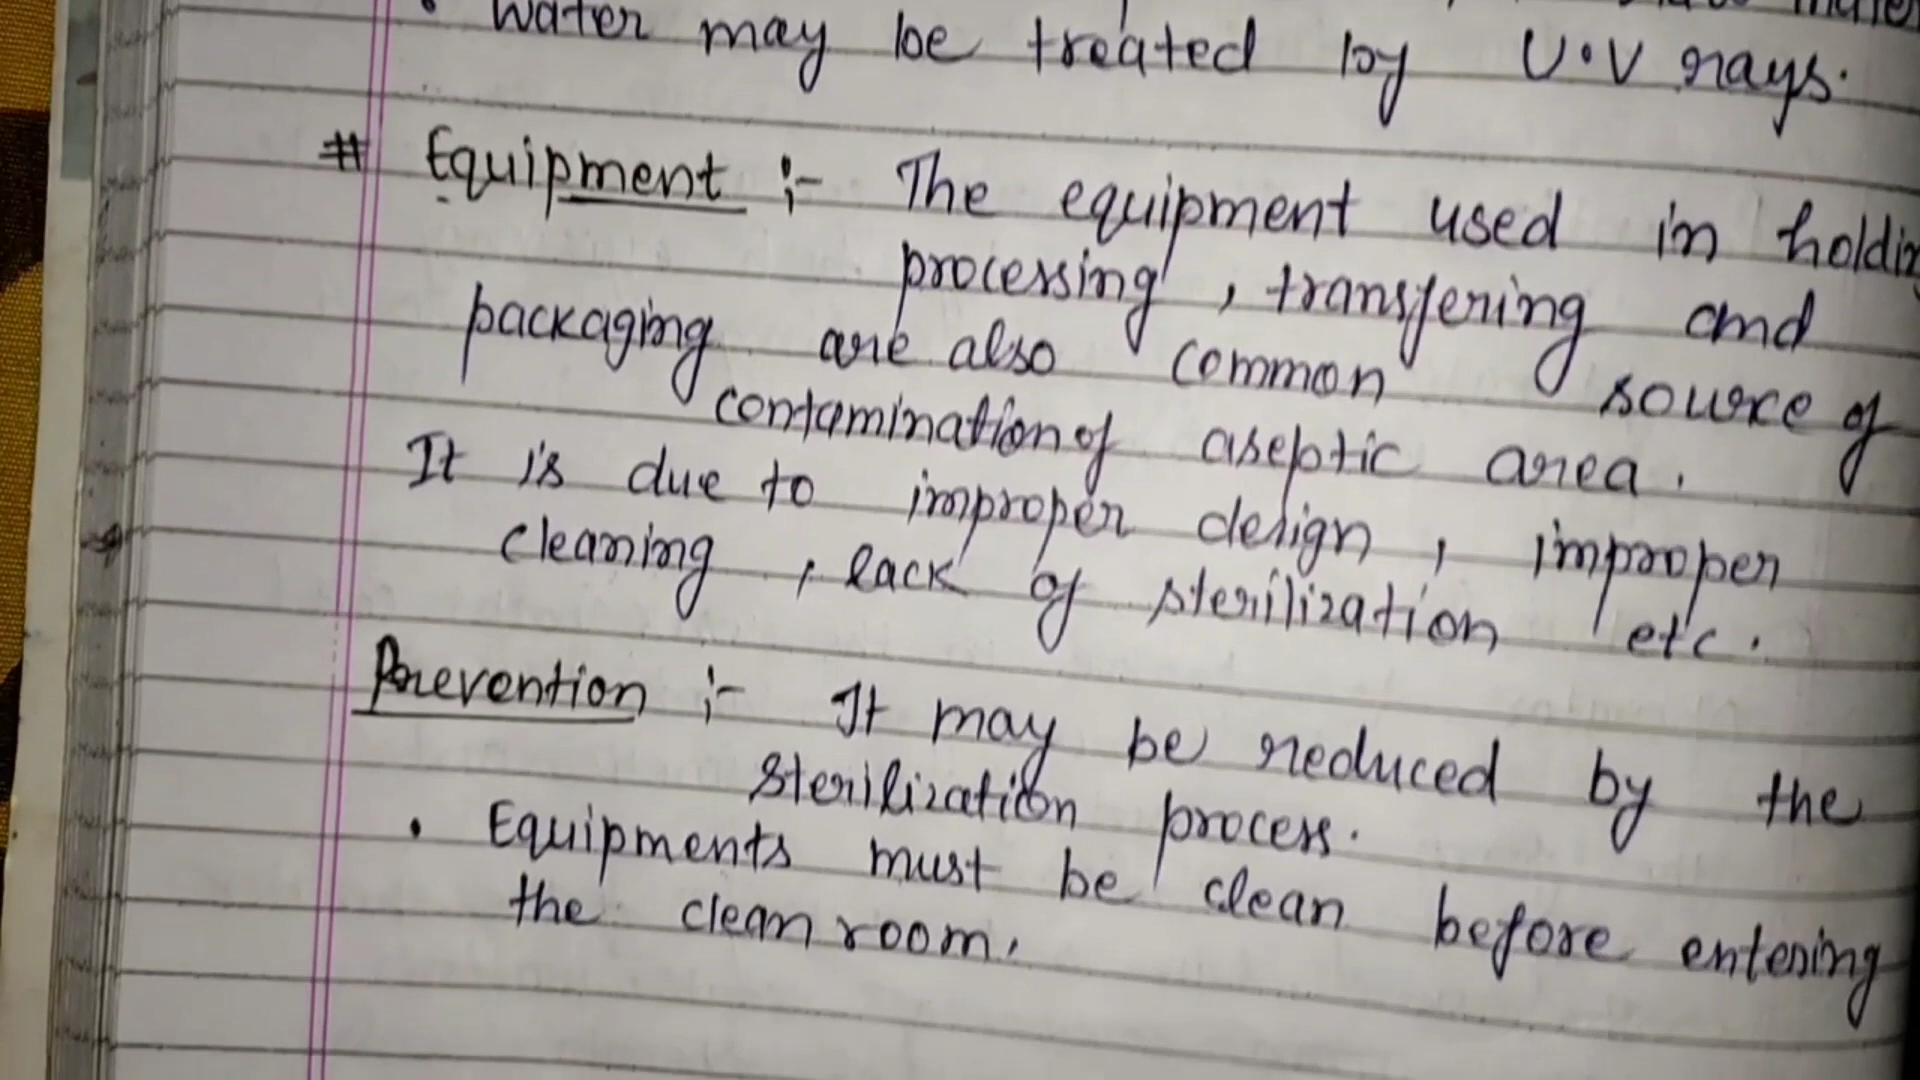 • Water may be treated by U.V rays.
# Equipment :- The equipment used in holding
processing, transfering and
packaging are also common source of
contamination of aseptic area.
It is due to improper design, improper
cleaning, lack of sterilization etc.
Prevention :- It may be reduced by the
Sterilization process.
• Equipments must be clean before entering
the clean room.